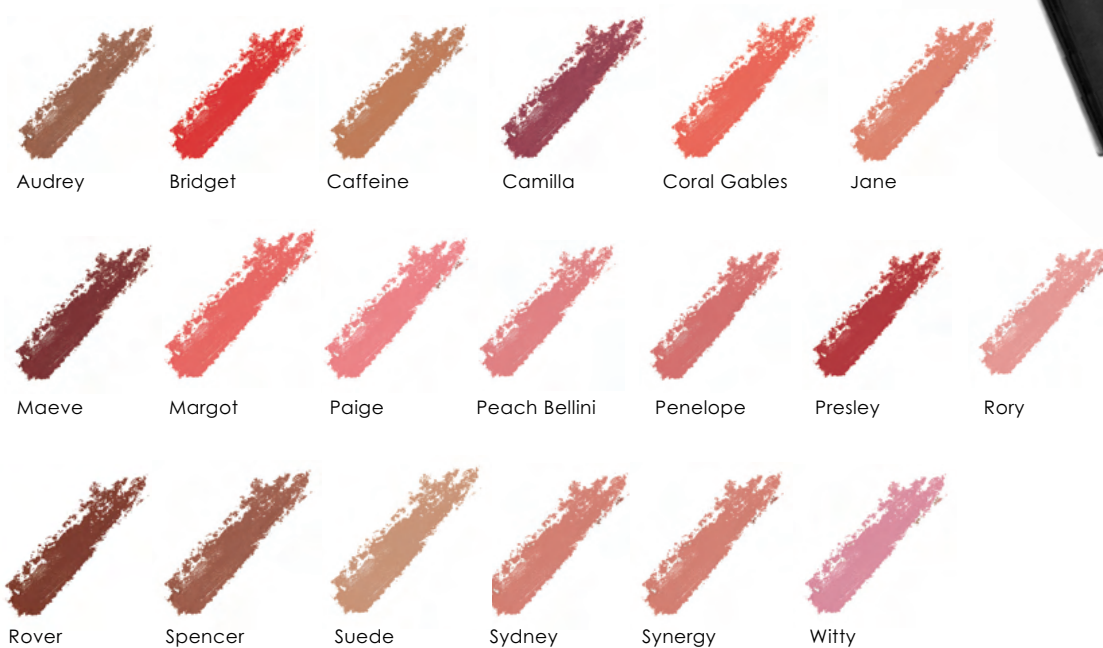 Audrey Bridget Caffeine Camilla Coral Gables Jane
Maeve Margot Paige Peach Bellini Penelope Presley Rory
Rover Spencer Suede Sydney Synergy Witty